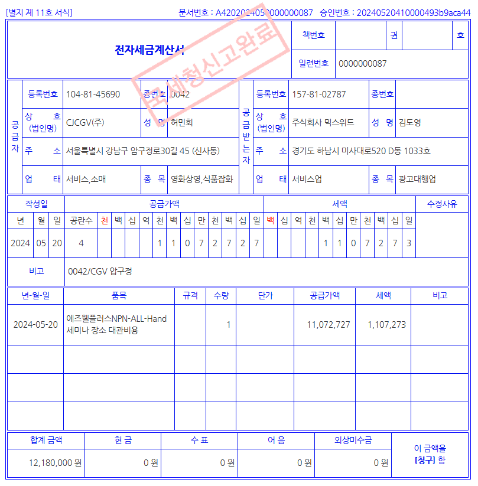 [별지 제 11호 서식] 문서번호 : A4202024052000000087 승인번호 : 20240520410000493b9aca44
전자세금계산서 책번호 권 호
일련번호 0000000087
국세청신고완료
공급자 등록번호 104-81-45690 종번호 0042 공급받는자 등록번호 157-81-02787 종번호
상 호 (법인명) CJCGV(주) 성 명 허민회 상 호 (법인명) 주식회사 믹스위드 성 명 김도영
주 소 서울특별시 강남구 압구정로30길 45 (신사동) 주 소 경기도 하남시 미사대로520 D동 1033호
업 태 서비스,소매 종 목 영화상영,식품잡화 업 태 서비스업 종 목 광고대행업
작성일 공급가액 세액 수정사유
년 월 일 공란수 천 백 십 억 천 백 십 만 천 백 십 일 백 십 억 천 백 십 만 천 백 십 일
2024 05 20 4 1 1 0 7 2 7 2 7 1 1 0 7 2 7 3
비고 0042/CGV 압구정
년-월-일 품목 규격 수량 단가 공급가액 세액 비고
2024-05-20 에즈웰플러스NPN-ALL-Hand 1 11,072,727 1,107,273
세미나 장소 대관비용
합계 금액 현 금 수 표 어 음 외상미수금 이 금액을
12,180,000 원 0 원 0 원 0 원 0 원 [청구] 함